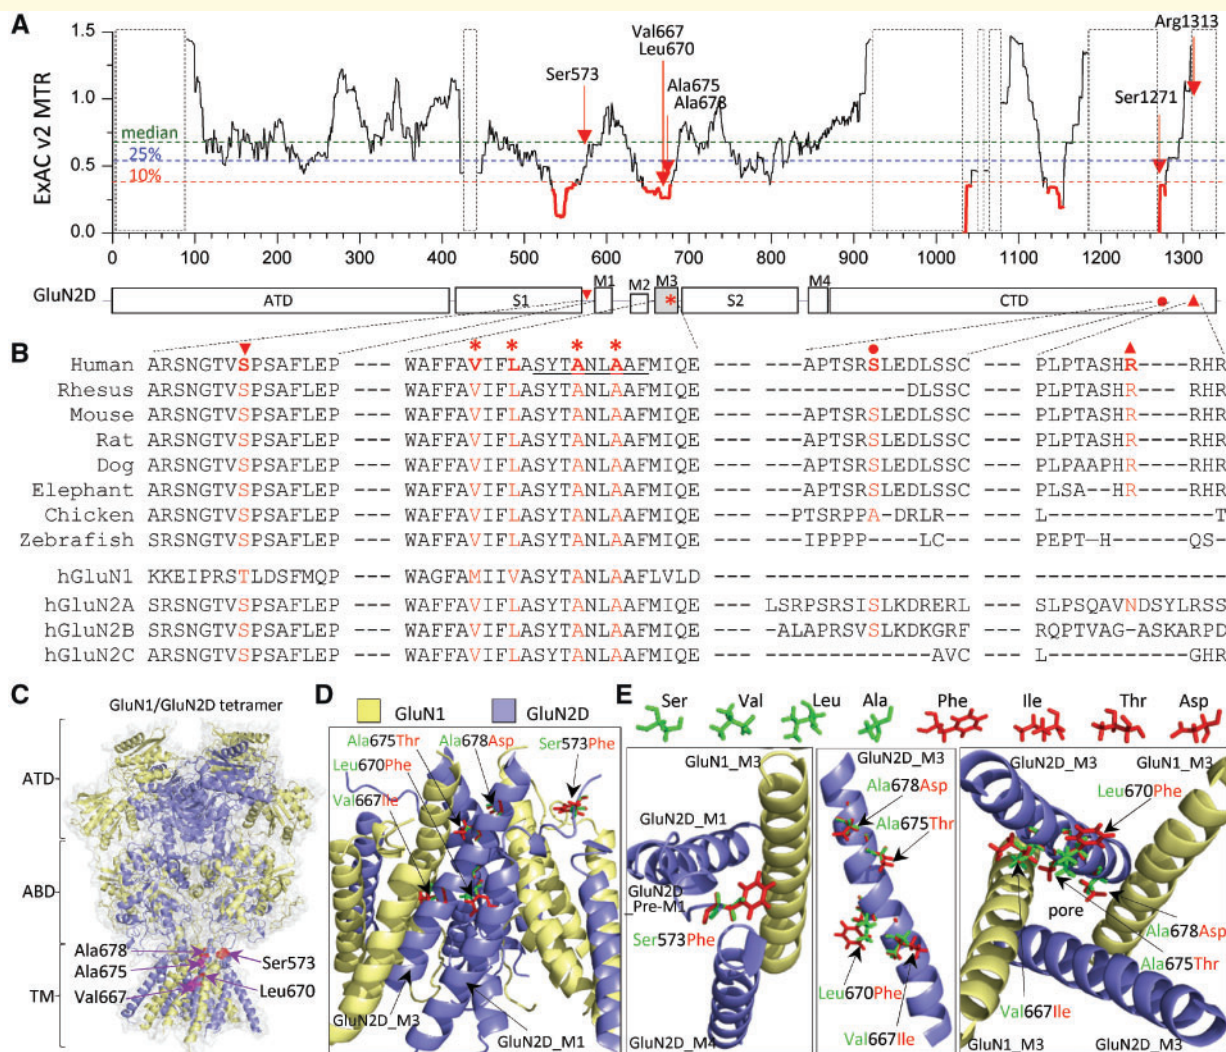 A
ExAC v2 MTR
1.5
1.0
0.5
0.0
median
25%
10%
Ser573
Val667
Leu670
Ala675
Ala678
Ser1271
Arg1313
0 100 200 300 400 500 600 700 800 900 1000 1100 1200 1300
GluN2D ATD S1 M1 M2 M3 * S2 M4 CTD
B
* * * *
Human ARSNGTVSPSAFLEP --- WAFFAVIFLASYTANLAAFMIQE --- APTSRSLEDLSSC --- PLPTASHR----RHR
Rhesus ARSNGTVSPSAFLEP --- WAFFAVIFLASYTANLAAFMIQE --- --------DLSSC --- PLPTASHR----RHR
Mouse ARSNGTVSPSAFLEP --- WAFFAVIFLASYTANLAAFMIQE --- APTSRSLEDLSSC --- PLPTASHR----RHR
Rat ARSNGTVSPSAFLEP --- WAFFAVIFLASYTANLAAFMIQE --- APTSRSLEDLSSC --- PLPTASHR----RHR
Dog ARSNGTVSPSAFLEP --- WAFFAVIFLASYTANLAAFMIQE --- APTSRSLEDLSSC --- PLPAAPHR----RHR
Elephant ARSNGTVSPSAFLEP --- WAFFAVIFLASYTANLAAFMIQE --- APTSRSLEDLSSC --- PLSA--HR----RHR
Chicken ARSNGTVSPSAFLEP --- WAFFAVIFLASYTANLAAFMIQE --- PTSRPPA-DRLR-- --- L--------------T
Zebrafish SRSNGTVSPSAFLEP --- WAFFAVIFLASYTANLAAFMIQE --- IPPPP----LC-- --- PEPT-H------QS-
hGluN1 KKEIPRSTLDSFMQP --- WAGFAMIIVASYTANLAAFLVLD --- ---------------- --- ----------------
hGluN2A ARSNGTVSPSAFLEP --- WAFFAVIFLASYTANLAAFMIQE --- LSRPSRSISLKDRERL --- SLPSQAVNDSYLRSS
hGluN2B SRSNGTVSPSAFLEP --- WAFFAVIFLASYTANLAAFMIQE --- -ALAPRSVSLKDKGRF --- RQPTVAG-ASKARPD
hGluN2C ARSNGTVSPSAFLEP --- WAFFAVIFLASYTANLAAFMIQE --- -------------AVC --- L-----------GHR
C
GluN1/GluN2D tetramer
ATD
ABD
TM
Ala678
Ala675
Val667
Ser573
Leu670
D
GluN1 GluN2D
Ala675Thr Ala678Asp Ser573Phe
Leu670Phe
Val667Ile
GluN2D_M3
GluN2D_M1
E
Ser Val Leu Ala Phe Ile Thr Asp
GluN1_M3
GluN2D_M1
GluN2D
_Pre-M1
Ser573Phe
GluN2D_M4
GluN2D_M3
Ala678Asp
Ala675Thr
Leu670Phe
Val667Ile
GluN2D_M3 GluN1_M3
Leu670Phe
pore
Ala678Asp
Ala675Thr
Val667Ile
GluN1_M3 GluN2D_M3